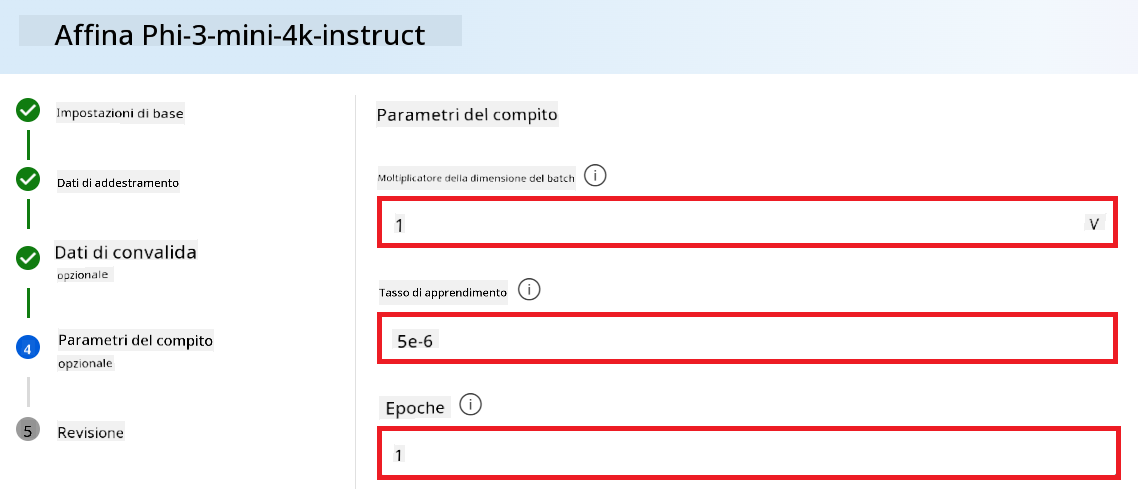 Affina Phi-3-mini-4k-instruct
Impostazioni di base
Dati di addestramento
Dati di convalida
opzionale
4
Parametri del compito
opzionale
5
Revisione
Parametri del compito
Moltiplicatore della dimensione del batch
1
V
Tasso di apprendimento
5e-6
Epoche
1